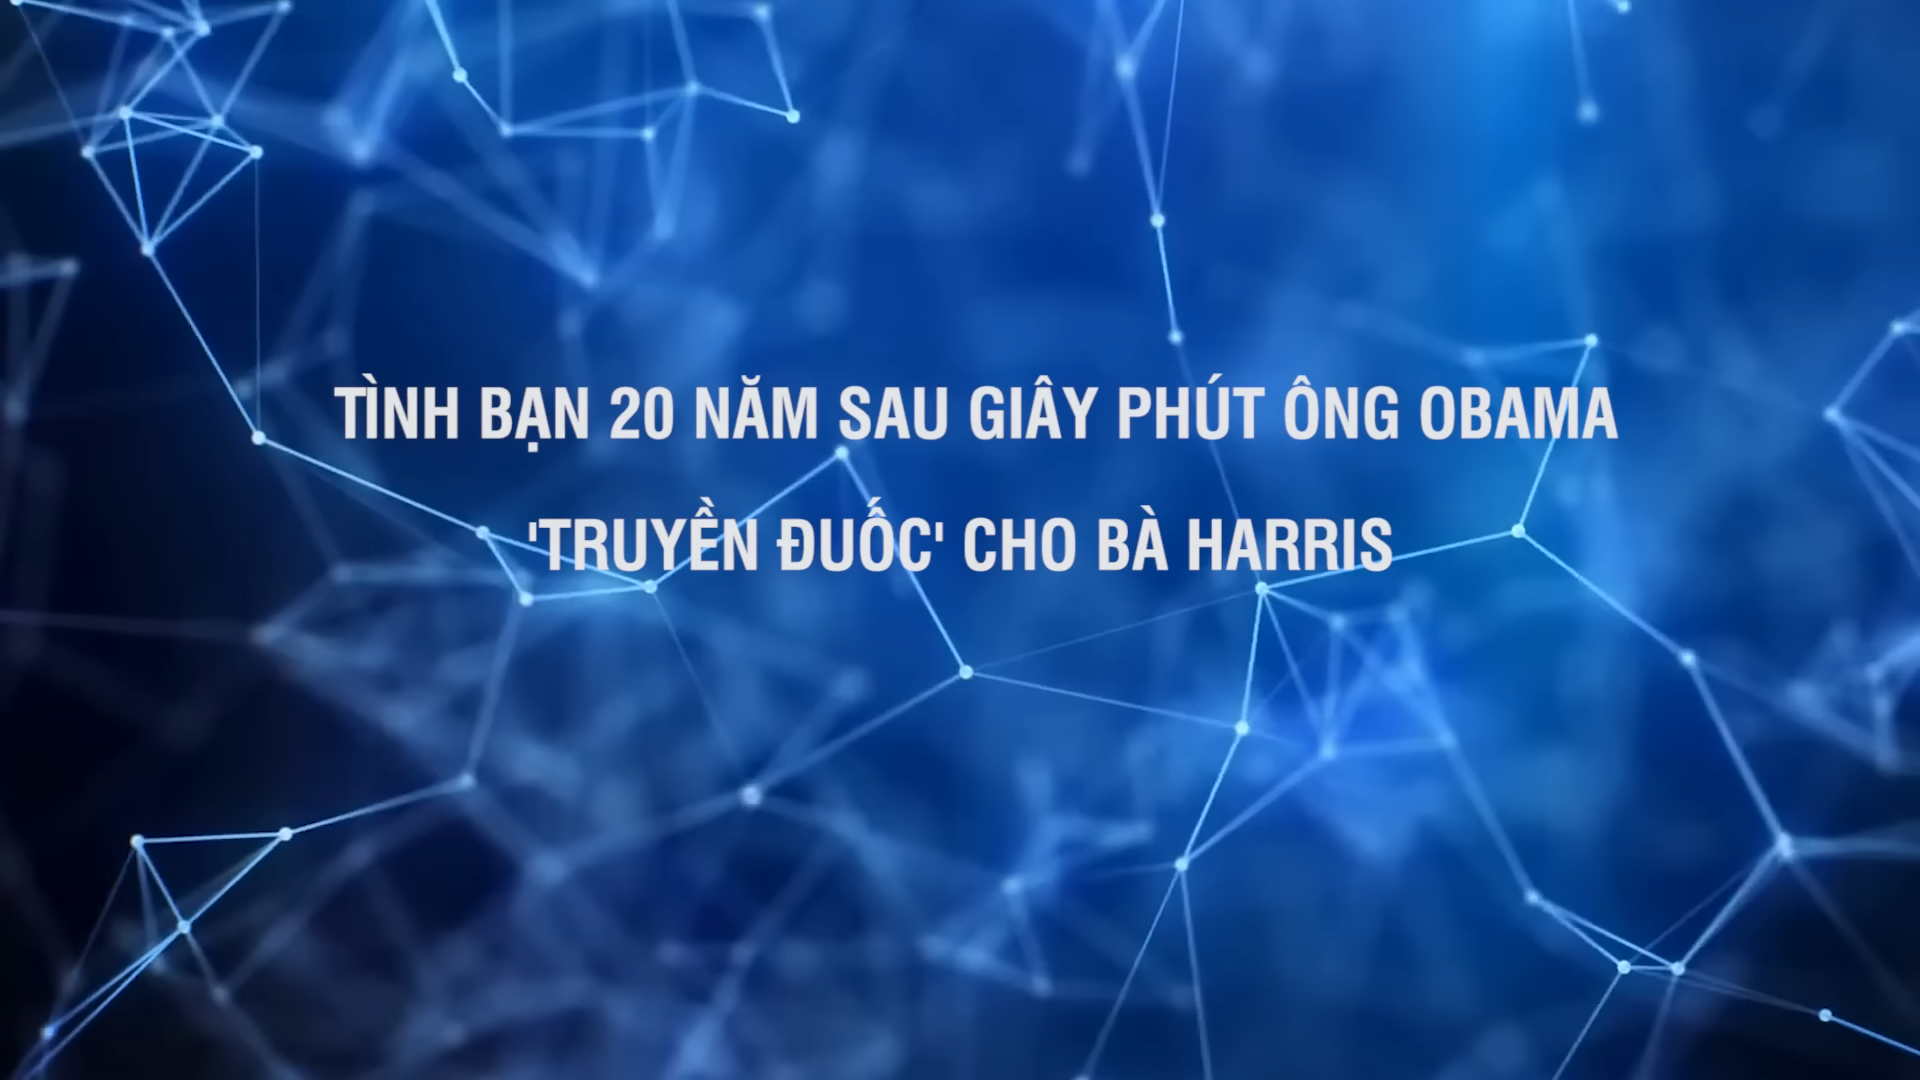 TÌNH BẠN 20 NĂM SAU GIÂY PHÚT ÔNG OBAMA
'TRUYỀN ĐUỐC' CHO BÀ HARRIS